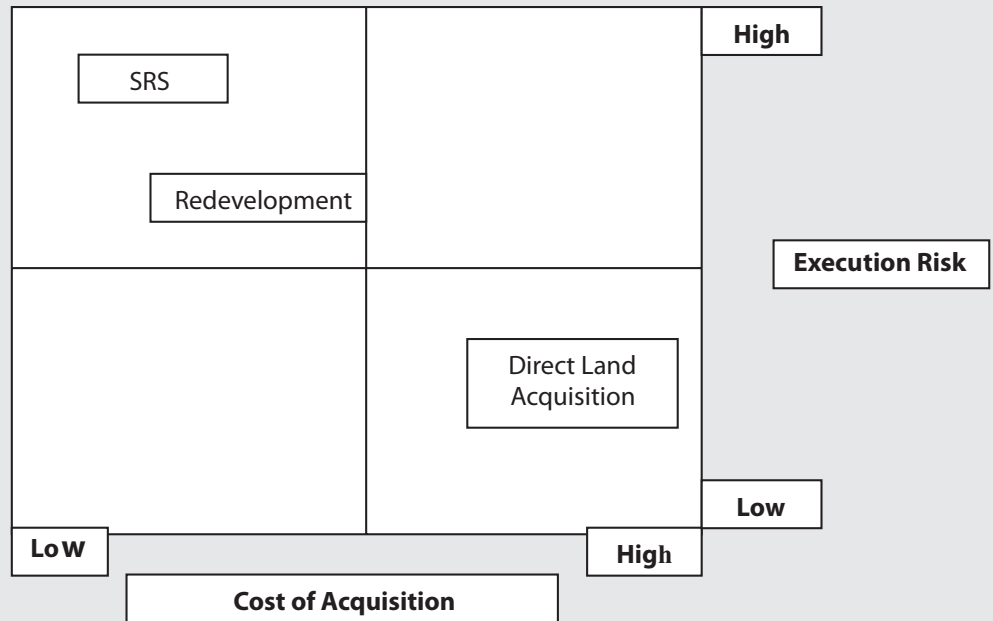 High
SRS
Redevelopment
Execution Risk
Direct Land
Acquisition
Low
Low
High
Cost of Acquisition